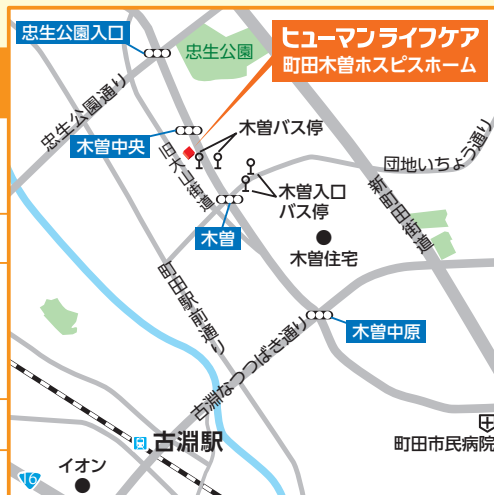 忠生公園入口
忠生公園
ヒューマンライフケア
町田木曽ホスピスホーム
忠生公園通り
木曽中央
木曽バス停
旧大山街道
団地いちょう通り
木曽入口
バス停
新町田街道
木曽
木曽住宅
町田駅前通り
木曽中原
古淵なつつばき通り
古淵駅
町田市民病院
イオン
16